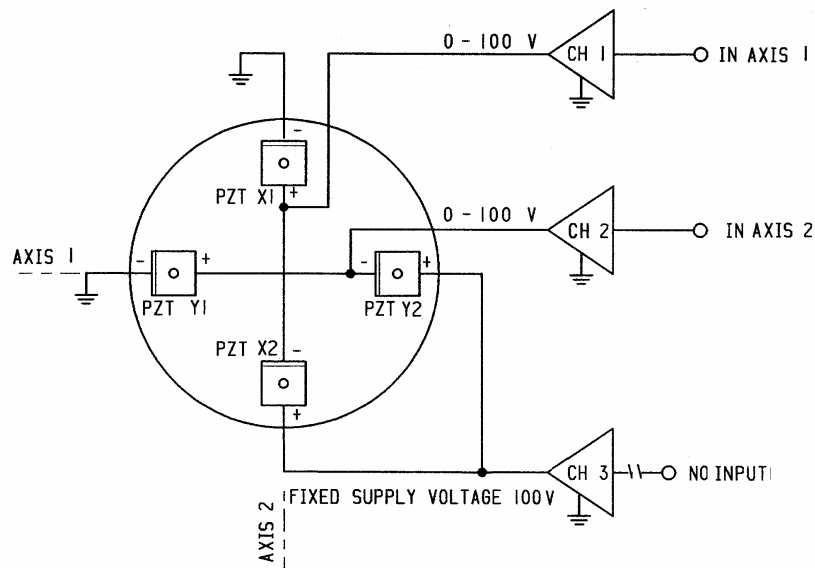 0 - 100 V
CH 1
IN AXIS 1
-
PZT X1
+
0 - 100 V
CH 2
IN AXIS 2
AXIS 1
-
+
-
+
PZT Y1
PZT Y2
PZT X2
-
+
CH 3
NO INPUT
FIXED SUPPLY VOLTAGE 100V
AXIS 2